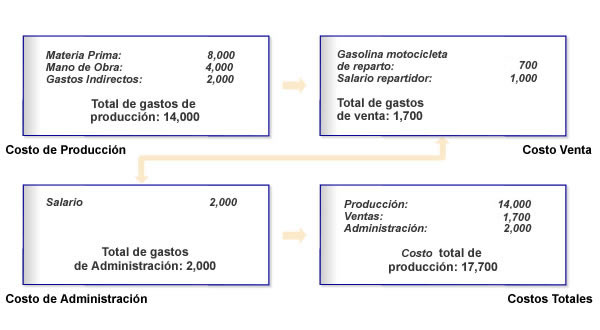 Materia Prima: 8,000
Mano de Obra: 4,000
Gastos Indirectos: 2,000
Total de gastos de
producción: 14,000
Costo de Producción
Gasolina motocicleta
de reparto: 700
Salario repartidor: 1,000
Total de gastos
de venta: 1,700
Costo Venta
Salario 2,000
Total de gastos
de Administración: 2,000
Costo de Administración
Producción: 14,000
Ventas: 1,700
Administración: 2,000
Costo total de
producción: 17,700
Costos Totales